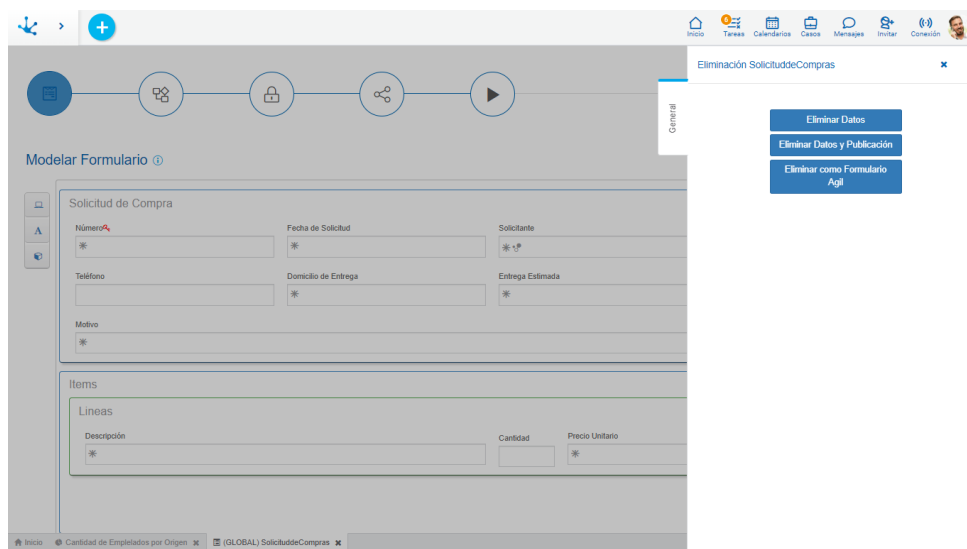 Inicio
6
Tareas
Calendarios
Casos
Mensajes
Invitar
Conexión
Eliminación SolicituddeCompras
General
Eliminar Datos
Eliminar Datos y Publicación
Eliminar como Formulario
Agil
Modelar Formulario
A
Solicitud de Compra
Número
Fecha de Solicitud
Solicitante
Teléfono
Domicilio de Entrega
Entrega Estimada
Motivo
Items
Lineas
Descripción
Cantidad
Precio Unitario
Inicio
Cantidad de Emplelados por Origen
(GLOBAL) SolicituddeCompras